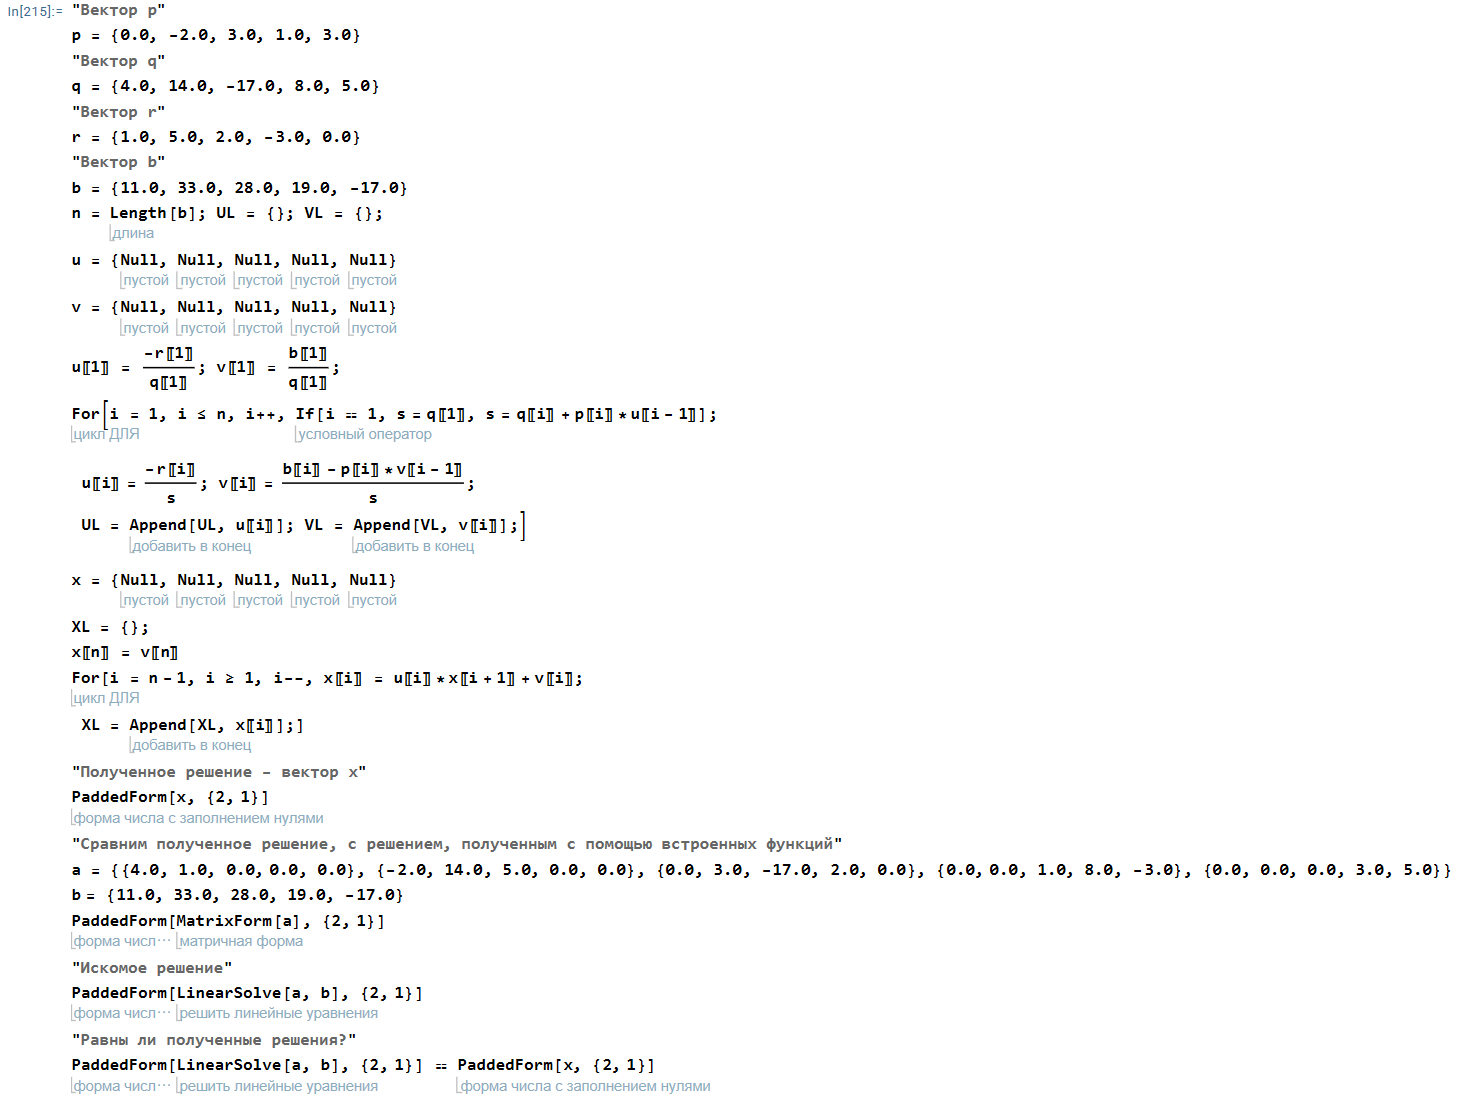 In[215]:= "Вектор p"
p = {0.0, -2.0, 3.0, 1.0, 3.0}
"Вектор q"
q = {4.0, 14.0, -17.0, 8.0, 5.0}
"Вектор r"
r = {1.0, 5.0, 2.0, -3.0, 0.0}
"Вектор b"
b = {11.0, 33.0, 28.0, 19.0, -17.0}
n = Length[b]; UL = {}; VL = {};
длина
u = {Null, Null, Null, Null, Null}
пустой пустой пустой пустой пустой
v = {Null, Null, Null, Null, Null}
пустой пустой пустой пустой пустой
u⟦1⟧ = -r⟦1⟧/q⟦1⟧; v⟦1⟧ = b⟦1⟧/q⟦1⟧;
For[i = 1, i ≤ n, i++, If[i == 1, s = q⟦1⟧, s = q⟦i⟧ + p⟦i⟧ * u⟦i - 1⟧];
цикл ДЛЯ условный оператор
u⟦i⟧ = -r⟦i⟧/s; v⟦i⟧ = b⟦i⟧ - p⟦i⟧ * v⟦i - 1⟧/s;
UL = Append[UL, u⟦i⟧]; VL = Append[VL, v⟦i⟧];]
добавить в конец добавить в конец
x = {Null, Null, Null, Null, Null}
пустой пустой пустой пустой пустой
XL = {};
x⟦n⟧ = v⟦n⟧
For[i = n - 1, i ≥ 1, i--, x⟦i⟧ = u⟦i⟧ * x⟦i + 1⟧ + v⟦i⟧;
цикл ДЛЯ
XL = Append[XL, x⟦i⟧];]
добавить в конец
"Полученное решение - вектор x"
PaddedForm[x, {2, 1}]
форма числа с заполнением нулями
"Сравним полученное решение, с решением, полученным с помощью встроенных функций"
a = {{4.0, 1.0, 0.0, 0.0, 0.0}, {-2.0, 14.0, 5.0, 0.0, 0.0}, {0.0, 3.0, -17.0, 2.0, 0.0}, {0.0, 0.0, 1.0, 8.0, -3.0}, {0.0, 0.0, 0.0, 3.0, 5.0}}
b = {11.0, 33.0, 28.0, 19.0, -17.0}
PaddedForm[MatrixForm[a], {2, 1}]
форма числ··· матричная форма
"Искомое решение"
PaddedForm[LinearSolve[a, b], {2, 1}]
форма числ··· решить линейные уравнения
"Равны ли полученные решения?"
PaddedForm[LinearSolve[a, b], {2, 1}] == PaddedForm[x, {2, 1}]
форма числ··· решить линейные уравнения форма числа с заполнением нулями